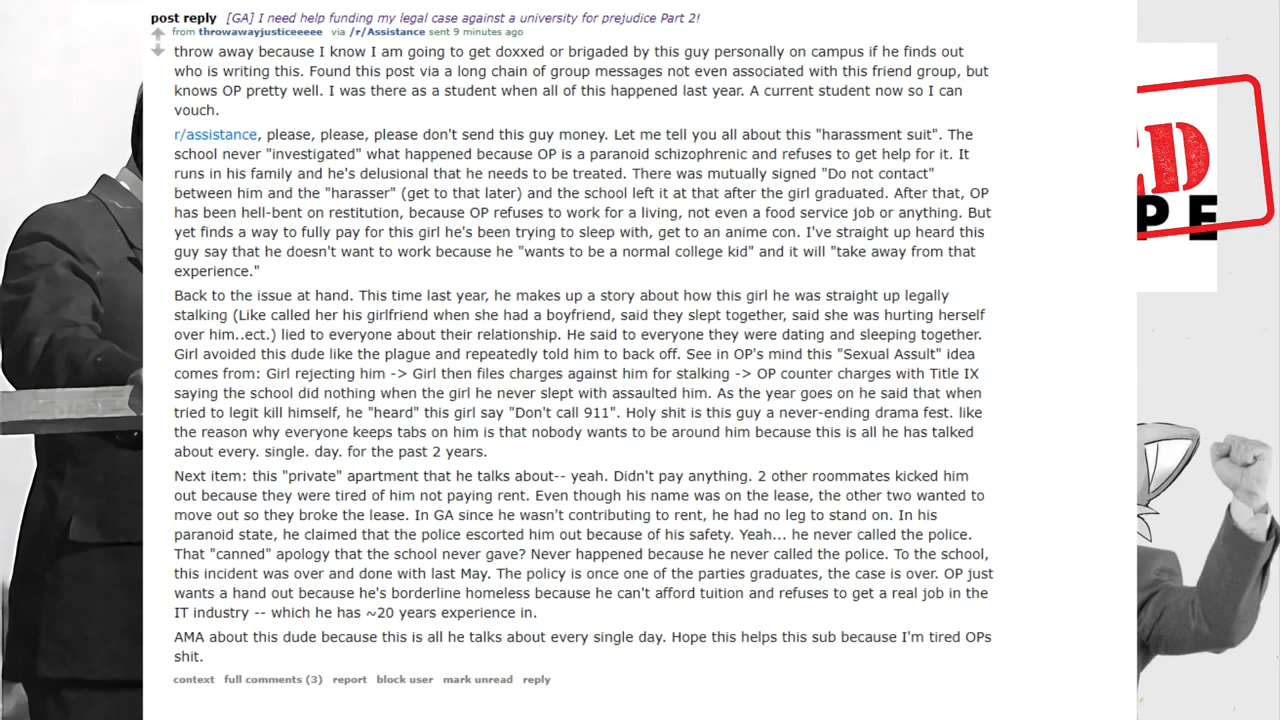 post reply [GA] I need help funding my legal case against a university for prejudice Part 2!
from throwawayjusticeeeee via /r/Assistance sent 9 minutes ago
throw away because I know I am going to get doxxed or brigaded by this guy personally on campus if he finds out
who is writing this. Found this post via a long chain of group messages not even associated with this friend group, but
knows OP pretty well. I was there as a student when all of this happened last year. A current student now so I can
vouch.
r/assistance, please, please, please don't send this guy money. Let me tell you all about this "harassment suit". The
school never "investigated" what happened because OP is a paranoid schizophrenic and refuses to get help for it. It
runs in his family and he's delusional that he needs to be treated. There was mutually signed "Do not contact"
between him and the "harasser" (get to that later) and the school left it at that after the girl graduated. After that, OP
has been hell-bent on restitution, because OP refuses to work for a living, not even a food service job or anything. But
yet finds a way to fully pay for this girl he's been trying to sleep with, get to an anime con. I've straight up heard this
guy say that he doesn't want to work because he "wants to be a normal college kid" and it will "take away from that
experience."
Back to the issue at hand. This time last year, he makes up a story about how this girl he was straight up legally
stalking (Like called her his girlfriend when she had a boyfriend, said they slept together, said she was hurting herself
over him..ect.) lied to everyone about their relationship. He said to everyone they were dating and sleeping together.
Girl avoided this dude like the plague and repeatedly told him to back off. See in OP's mind this "Sexual Assult" idea
comes from: Girl rejecting him -> Girl then files charges against him for stalking -> OP counter charges with Title IX
saying the school did nothing when the girl he never slept with assaulted him. As the year goes on he said that when
tried to legit kill himself, he "heard" this girl say "Don't call 911". Holy shit is this guy a never-ending drama fest. like
the reason why everyone keeps tabs on him is that nobody wants to be around him because this is all he has talked
about every. single. day. for the past 2 years.
Next item: this "private" apartment that he talks about-- yeah. Didn't pay anything. 2 other roommates kicked him
out because they were tired of him not paying rent. Even though his name was on the lease, the other two wanted to
move out so they broke the lease. In GA since he wasn't contributing to rent, he had no leg to stand on. In his
paranoid state, he claimed that the police escorted him out because of his safety. Yeah... he never called the police.
That "canned" apology that the school never gave? Never happened because he never called the police. To the school,
this incident was over and done with last May. The policy is once one of the parties graduates, the case is over. OP just
wants a hand out because he's borderline homeless because he can't afford tuition and refuses to get a real job in the
IT industry -- which he has ~20 years experience in.
AMA about this dude because this is all he talks about every single day. Hope this helps this sub because I'm tired OPs
shit.
context full comments (3) report block user mark unread reply